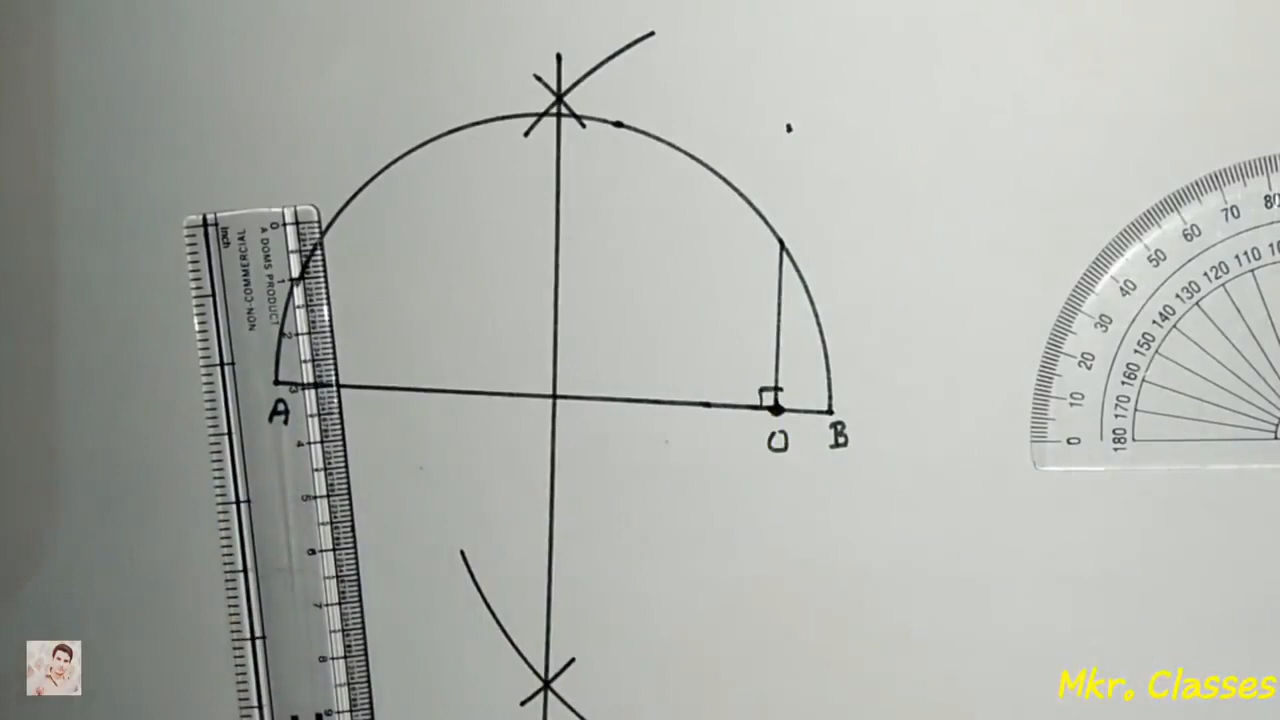 inch
NON-COMMERCIAL
A DOMS PRODUCT
0
1
2
3
4
5
6
7
8
9
A
O
B
0 10 20 30 40 50 60 70 80
180 170 160 150 140 130 120 110
Mkr. Classes